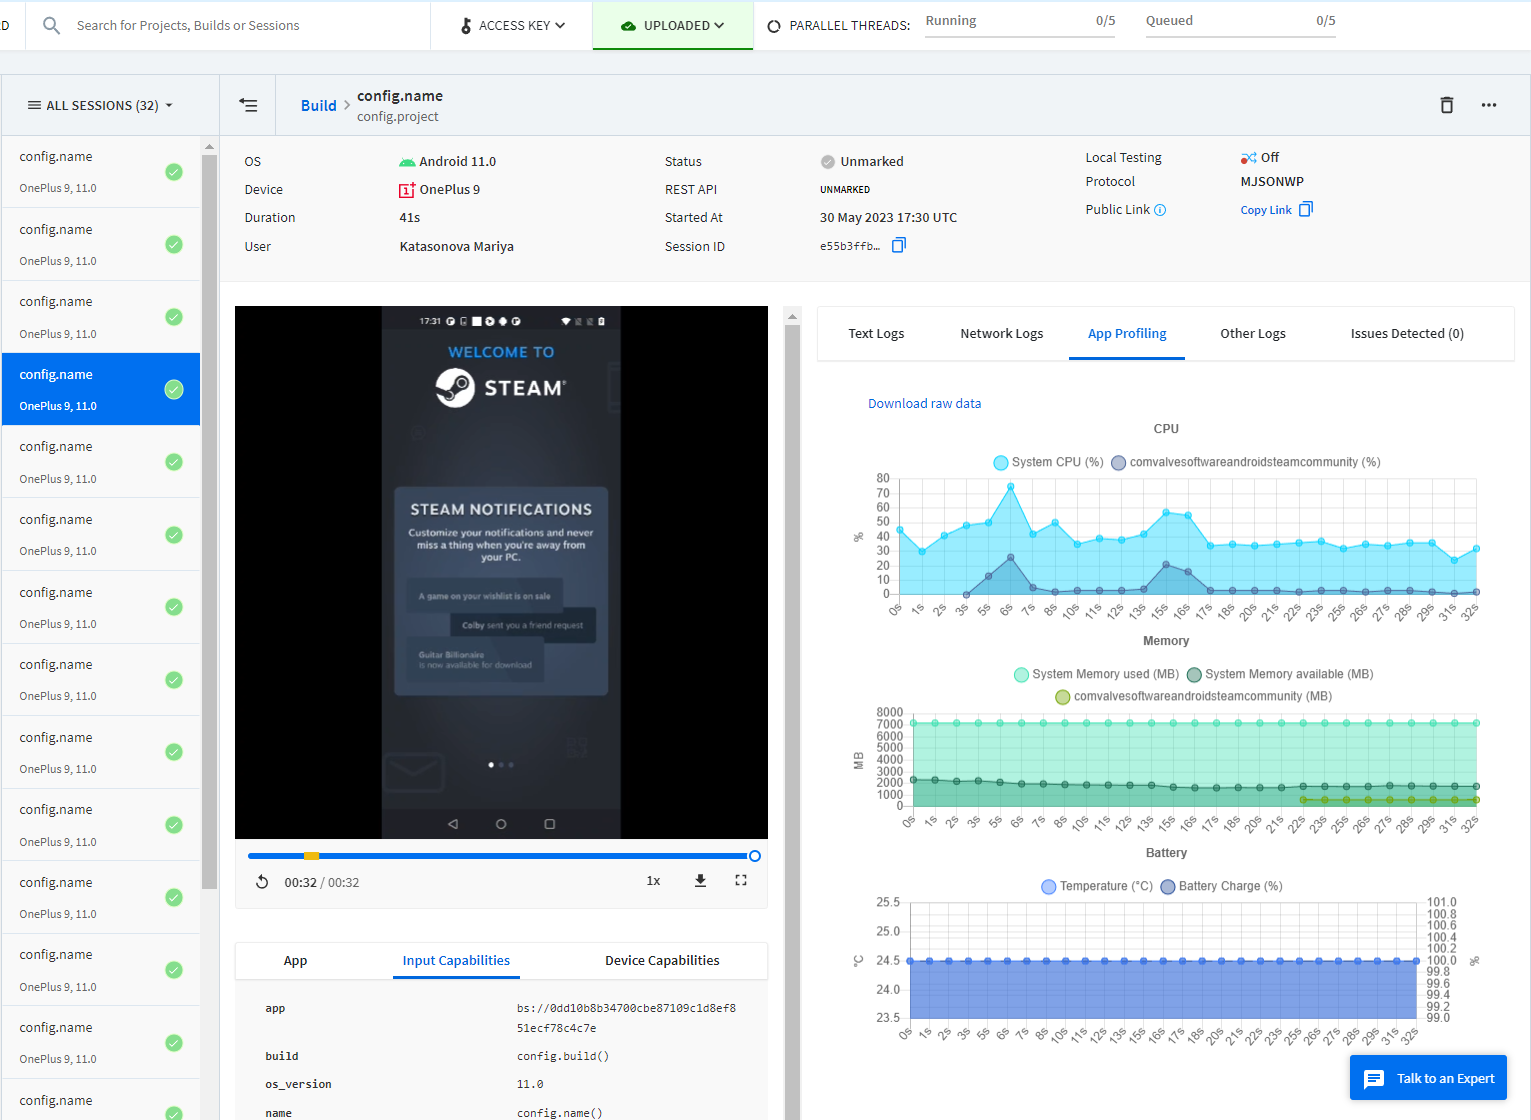 D
Search for Projects, Builds or Sessions
ACCESS KEY
UPLOADED
PARALLEL THREADS:
Running 0/5
Queued 0/5
ALL SESSIONS (32)
Build
config.name
config.project
config.name
OnePlus 9, 11.0
config.name
OnePlus 9, 11.0
config.name
OnePlus 9, 11.0
config.name
OnePlus 9, 11.0
config.name
OnePlus 9, 11.0
config.name
OnePlus 9, 11.0
config.name
OnePlus 9, 11.0
config.name
OnePlus 9, 11.0
config.name
OnePlus 9, 11.0
config.name
OnePlus 9, 11.0
config.name
OnePlus 9, 11.0
config.name
OnePlus 9, 11.0
config.name
OnePlus 9, 11.0
config.name
OS Android 11.0
Device OnePlus 9
Duration 41s
User Katasonova Mariya
Status Unmarked
REST API UNMARKED
Started At 30 May 2023 17:30 UTC
Session ID e55b3ffb...
Local Testing Off
Protocol MJSONWP
Public Link Copy Link
17:31
WELCOME TO
STEAM
STEAM NOTIFICATIONS
Customize your notifications and never
miss a thing when you're away from
your PC.
A game on your wishlist is on sale
Colby sent you a friend request
Guitar Billionaire
is now available for download
00:32 / 00:32
1x
App
Input Capabilities
Device Capabilities
app bs://0dd10b8b34700cbe87109c1d8ef8
51ecf78c4c7e
build config.build()
os_version 11.0
name config.name()
Text Logs
Network Logs
App Profiling
Other Logs
Issues Detected (0)
Download raw data
CPU
System CPU (%) comvalvesoftwareandroidsteamcommunity (%)
80
70
60
50
40
30
20
10
0
%
0s 1s 2s 3s 5s 6s 7s 8s 10s 11s 12s 13s 15s 16s 17s 18s 20s 21s 22s 23s 25s 26s 27s 28s 29s 31s 32s
Memory
System Memory used (MB) System Memory available (MB)
comvalvesoftwareandroidsteamcommunity (MB)
8000
7000
6000
5000
4000
3000
2000
1000
0
MB
0s 1s 2s 3s 5s 6s 7s 8s 10s 11s 12s 13s 15s 16s 17s 18s 20s 21s 22s 23s 25s 26s 27s 28s 29s 31s 32s
Battery
Temperature (°C) Battery Charge (%)
25.5
25.0
24.5
24.0
23.5
°C
101.0
100.8
100.6
100.4
100.2
100.0
99.8
99.6
99.4
99.2
99.0
%
0s 1s 2s 3s 5s 6s 7s 8s 10s 11s 12s 13s 15s 16s 17s 18s 20s 21s 22s 23s 25s 26s 27s 28s 29s 31s 32s
Talk to an Expert